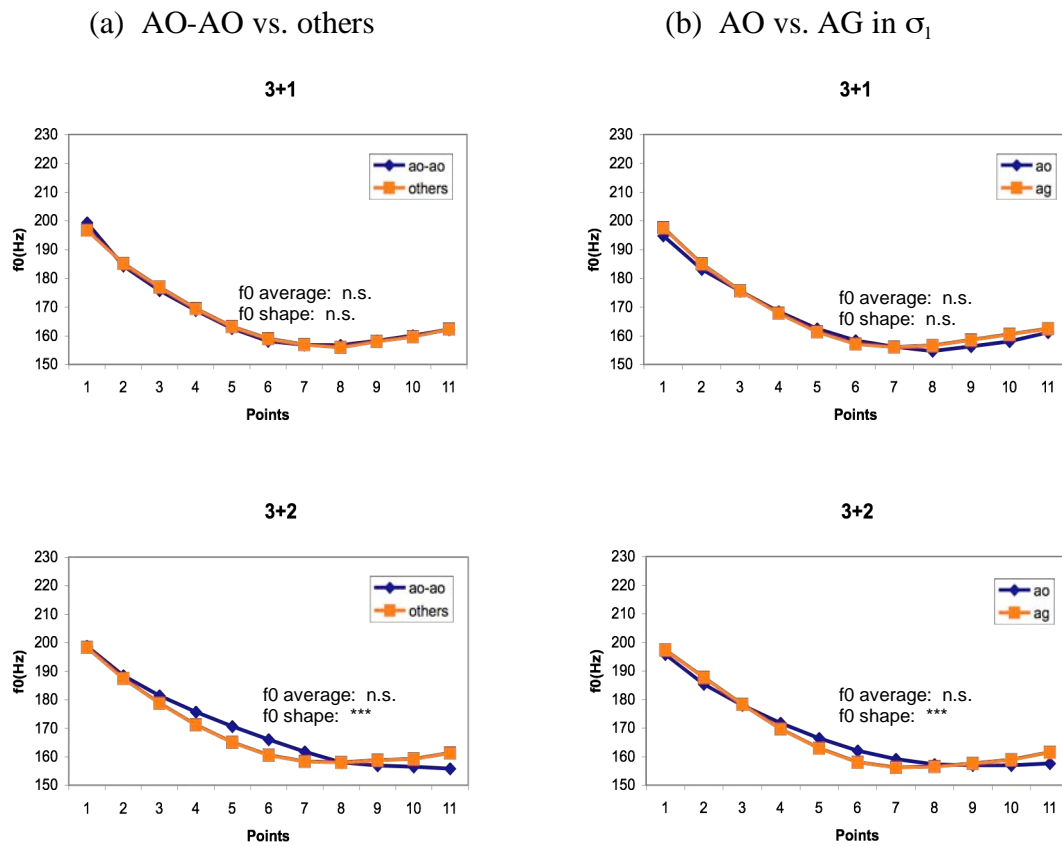 (a) AO-AO vs. others
(b) AO vs. AG in σ1
3+1
230
220
210
200
190
180
170
160
150
f0(Hz)
ao-ao
others
f0 average: n.s.
f0 shape: n.s.
1 2 3 4 5 6 7 8 9 10 11
Points
3+1
230
220
210
200
190
180
170
160
150
f0(Hz)
ao
ag
f0 average: n.s.
f0 shape: n.s.
1 2 3 4 5 6 7 8 9 10 11
Points
3+2
230
220
210
200
190
180
170
160
150
f0(Hz)
ao-ao
others
f0 average: n.s.
f0 shape: ***
1 2 3 4 5 6 7 8 9 10 11
Points
3+2
230
220
210
200
190
180
170
160
150
f0(Hz)
ao
ag
f0 average: n.s.
f0 shape: ***
1 2 3 4 5 6 7 8 9 10 11
Points